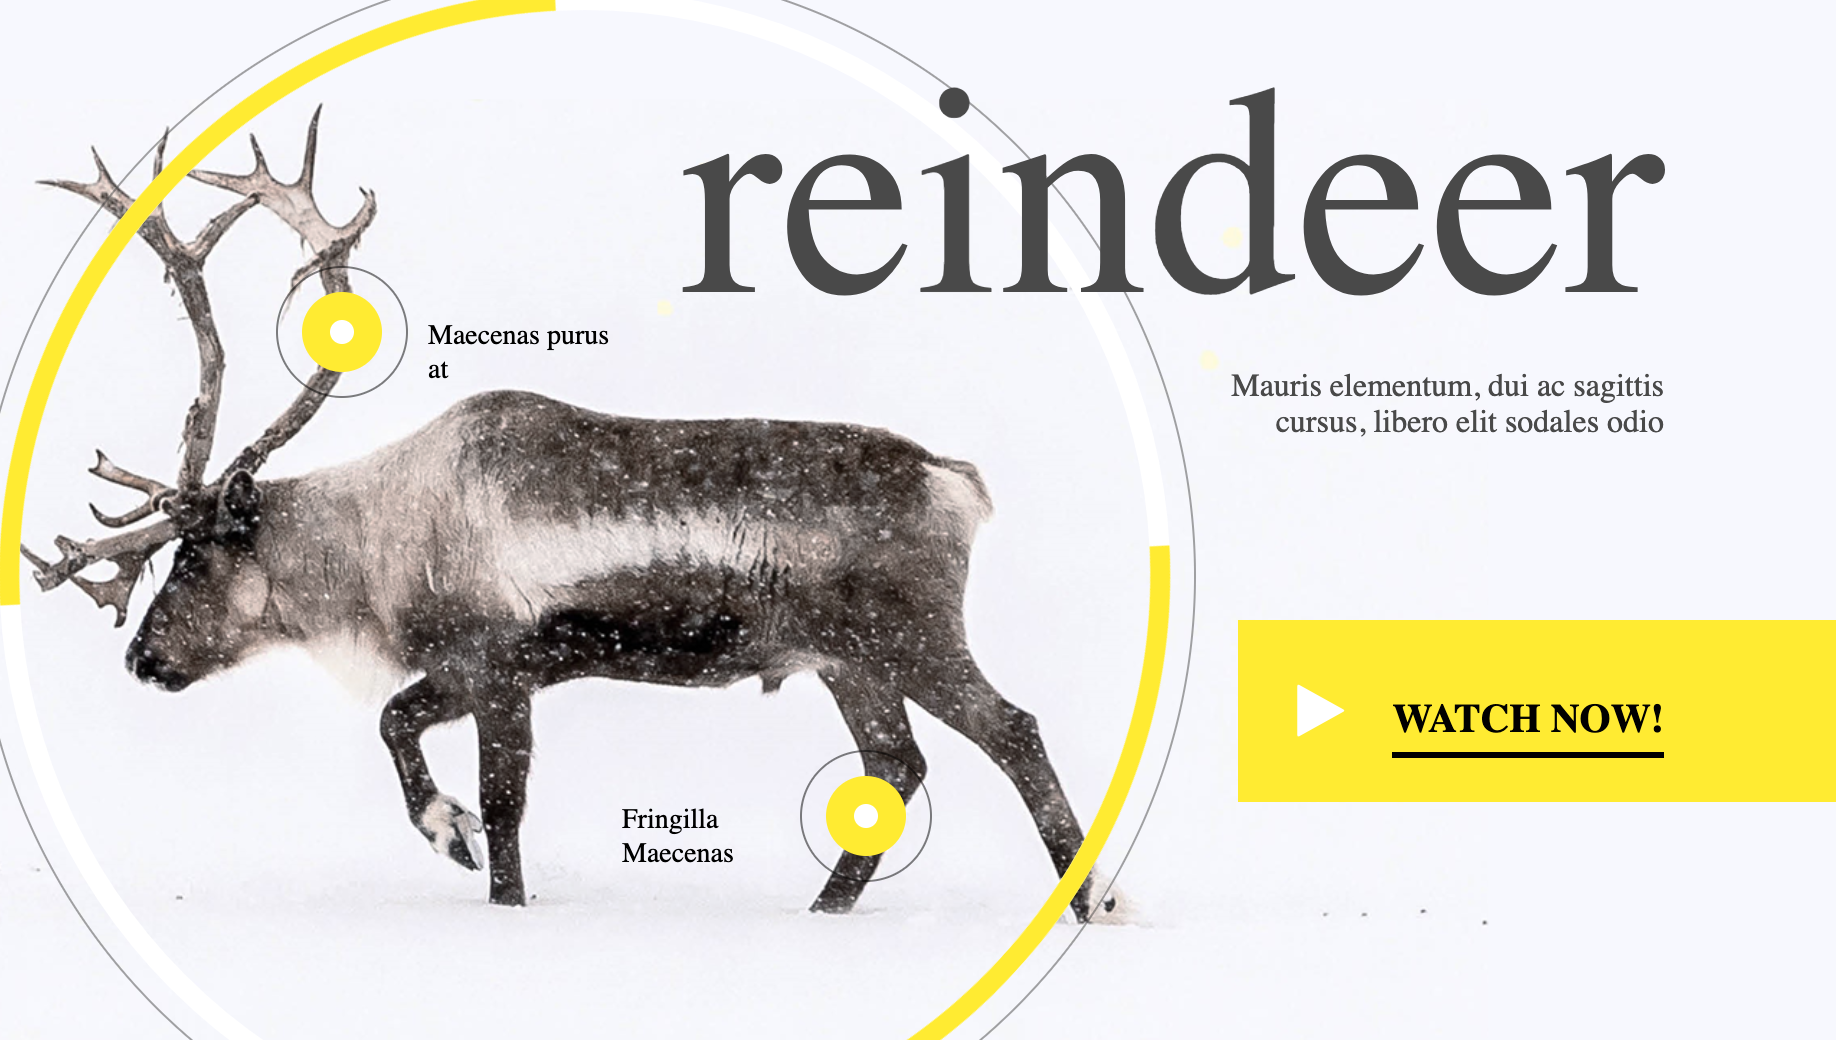 reindeer
Maecenas purus
at
Mauris elementum, dui ac sagittis
cursus, libero elit sodales odio
WATCH NOW!
Fringilla
Maecenas